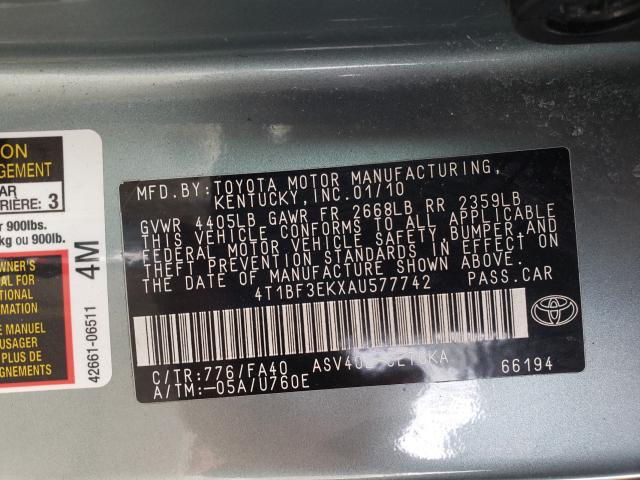 ON
GEMENT
AR
RIÈRE: 3
900lbs.
kg ou 900lb.
WNER'S
AL FOR
TIONAL
RMATION
E MANUEL
USAGER
PLUS DE
EMENTS
4M
42661-06511
MFD.BY: TOYOTA MOTOR MANUFACTURING,
KENTUCKY, INC. 01/10
GVWR 4405LB GAWR FR 2668LB RR 2359LB
THIS VEHICLE CONFORMS TO ALL APPLICABLE
FEDERAL MOTOR VEHICLE SAFETY, BUMPER AND
THEFT PREVENTION STANDARDS IN EFFECT ON
THE DATE OF MANUFACTURE SHOWN ABOVE.
4T1BF3EKXAU577742 PASS.CAR
C/TR:776/FA40
A/TM:-05A/U760E
66194